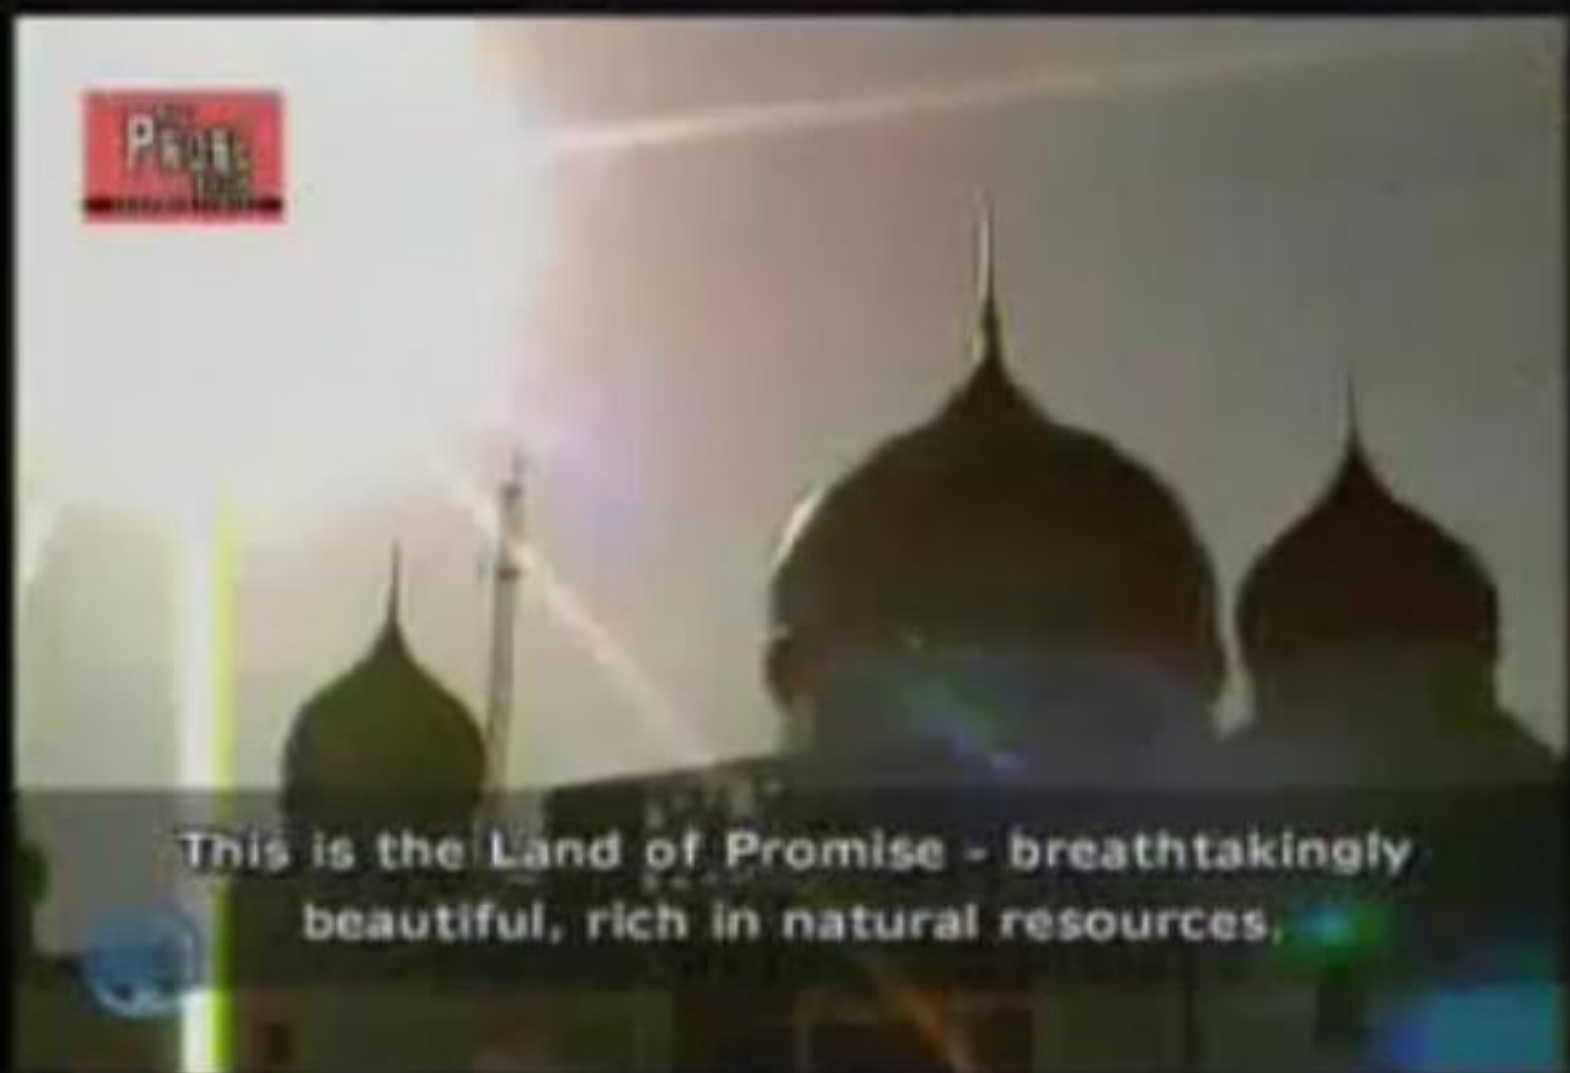 This is the Land of Promise - breathtakingly
beautiful, rich in natural resources.